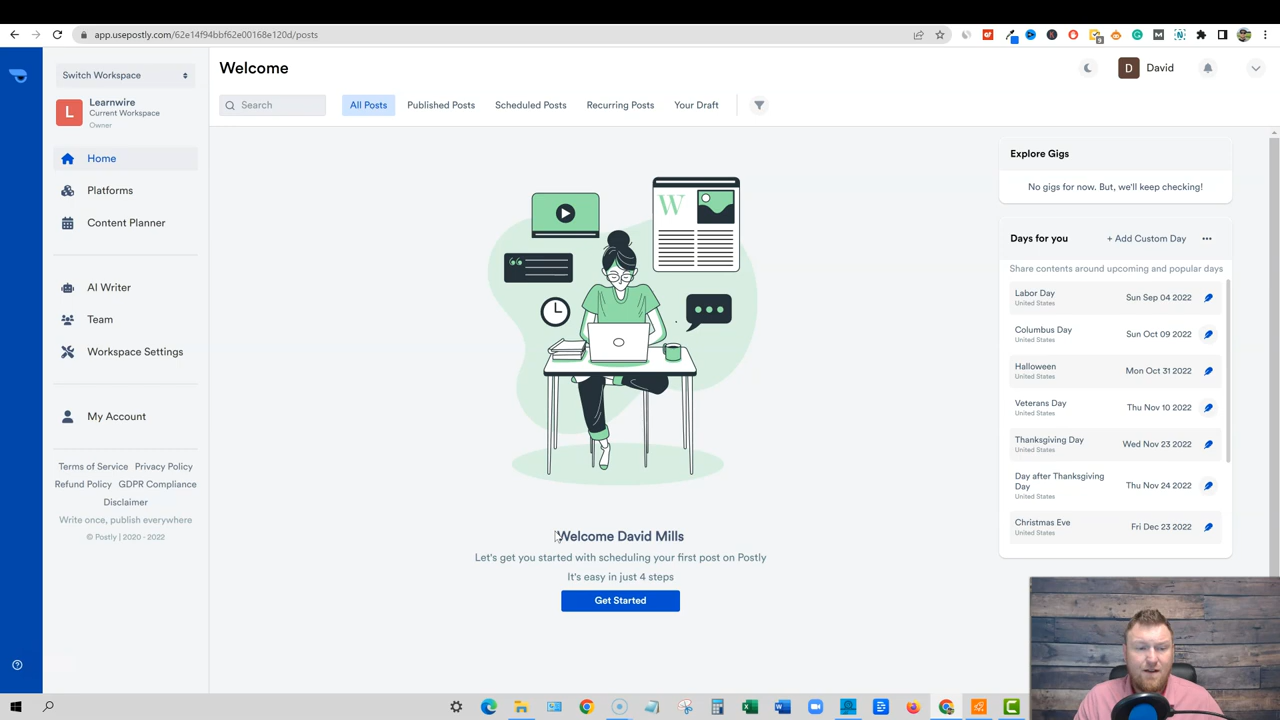 app.usepostly.com/62e14f94bbf62e00168e120d/posts
Switch Workspace
L
Learnwire
Current Workspace
Owner
Home
Platforms
Content Planner
AI Writer
Team
Workspace Settings
My Account
Terms of Service
Privacy Policy
Refund Policy
GDPR Compliance
Disclaimer
Write once, publish everywhere
© Postly | 2020 - 2022
Welcome
D
David
Search
All Posts
Published Posts
Scheduled Posts
Recurring Posts
Your Draft
W
Welcome David Mills
Let's get you started with scheduling your first post on Postly
It's easy in just 4 steps
Get Started
Explore Gigs
No gigs for now. But, we'll keep checking!
Days for you
+ Add Custom Day
Share contents around upcoming and popular days
Labor Day
United States
Sun Sep 04 2022
Columbus Day
United States
Sun Oct 09 2022
Halloween
United States
Mon Oct 31 2022
Veterans Day
United States
Thu Nov 10 2022
Thanksgiving Day
United States
Wed Nov 23 2022
Day after Thanksgiving
Day
United States
Thu Nov 24 2022
Christmas Eve
United States
Fri Dec 23 2022